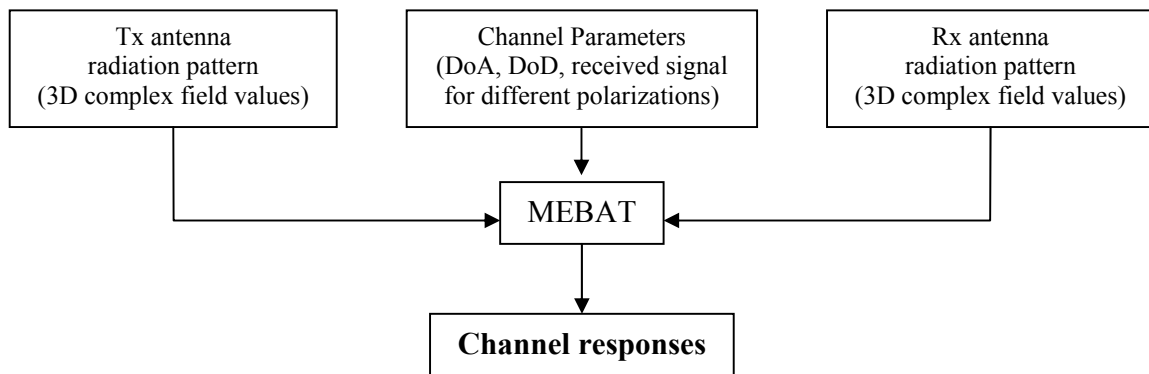 Tx antenna
radiation pattern
(3D complex field values)
Channel Parameters
(DoA, DoD, received signal
for different polarizations)
Rx antenna
radiation pattern
(3D complex field values)
MEBAT
Channel responses